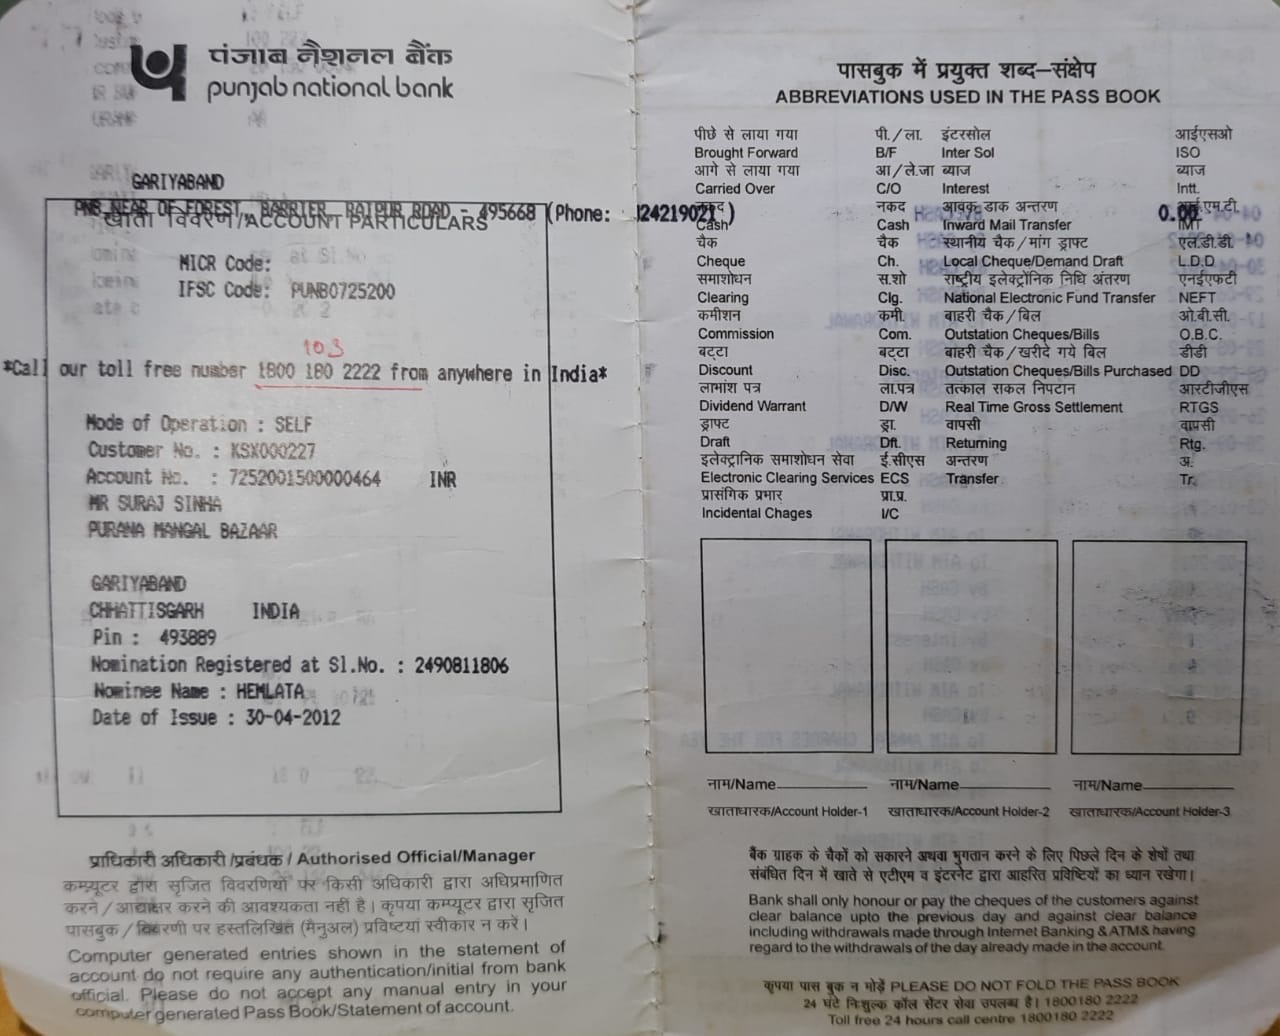 पंजाब नैशनल बैंक
punjab national bank
GARIYABAND
PNB NEAR OF FOREST BARRIER, RAIPUR ROAD - 495668 (Phone: 424219021 ) 0.00
खाता विवरण/ACCOUNT PARTICULARS
MICR Code:
IFSC Code: PUNB0725200
103
*Call our toll free number 1800 180 2222 from anywhere in India*
Mode of Operation : SELF
Customer No. : KSX000227
Account No. : 7252001500000464 INR
MR SURAJ SINHA
PURANA MANGAL BAZAAR
GARIYABAND
CHHATTISGARH INDIA
Pin : 493889
Nomination Registered at Sl.No. : 2490811806
Nominee Name : HEMLATA
Date of Issue : 30-04-2012
प्राधिकारी अधिकारी/प्रबंधक / Authorised Official/Manager
कम्प्यूटर द्वारा सृजित विवरणियों पर किसी अधिकारी द्वारा अधिप्रमाणित
करने / आद्याक्षर करने की आवश्यकता नहीं है। कृपया कम्प्यूटर द्वारा सृजित
पासबुक / विवरणी पर हस्तलिखित (मैनुअल) प्रविष्टियां स्वीकार न करें।
Computer generated entries shown in the statement of
account do not require any authentication/initial from bank
official. Please do not accept any manual entry in your
computer generated Pass Book/Statement of account.
पासबुक में प्रयुक्त शब्द–संक्षेप
ABBREVIATIONS USED IN THE PASS BOOK
पीछे से लाया गया पी./ला. इंटरसोल आईएसओ
Brought Forward B/F Inter Sol ISO
आगे से लाया गया आ/ले.जा ब्याज ब्याज
Carried Over C/O Interest Intt.
नकद नकद आवक डाक अन्तरण आई.एम.टी.
Cash Cash Inward Mail Transfer IMT
चैक चैक स्थानीय चैक/मांग ड्राफ्ट एल.डी.डी.
Cheque Ch. Local Cheque/Demand Draft L.D.D
समाशोधन स.शो राष्ट्रीय इलेक्ट्रॉनिक निधि अंतरण एनईएफटी
Clearing Clg. National Electronic Fund Transfer NEFT
कमीशन कमी. बाहरी चैक/बिल ओ.बी.सी.
Commission Com. Outstation Cheques/Bills O.B.C.
बट्टा बट्टा बाहरी चैक/खरीदे गये बिल डीडी
Discount Disc. Outstation Cheques/Bills Purchased DD
लाभांश पत्र ला.पत्र तत्काल सकल निपटान आरटीजीएस
Dividend Warrant D/W Real Time Gross Settlement RTGS
ड्राफ्ट ड्रा. वापसी वापसी
Draft Dft. Returning Rtg.
इलेक्ट्रानिक समाशोधन सेवा ई.सीएस अन्तरण अ.
Electronic Clearing Services ECS Transfer Tr.
प्रासंगिक प्रभार प्रा.प्र.
Incidental Chages I/C
नाम/Name नाम/Name नाम/Name
खाताधारक/Account Holder-1 खाताधारक/Account Holder-2 खाताधारक/Account Holder-3
बैंक ग्राहक के चैकों को सकारने अथवा भुगतान करने के लिए पिछले दिन के शेषों तथा
संबंधित दिन में खाते से एटीएम व इंटरनेट द्वारा आहरित प्रविष्टियों का ध्यान रखेगा।
Bank shall only honour or pay the cheques of the customers against
clear balance upto the previous day and against clear balance
including withdrawals made through Internet Banking & ATM& having
regard to the withdrawals of the day already made in the account.
कृपया पास बुक न मोड़ें PLEASE DO NOT FOLD THE PASS BOOK
24 घंटे निःशुल्क कॉल सेंटर सेवा उपलब्ध है। 1800180 2222
Toll free 24 hours call centre 1800180 2222